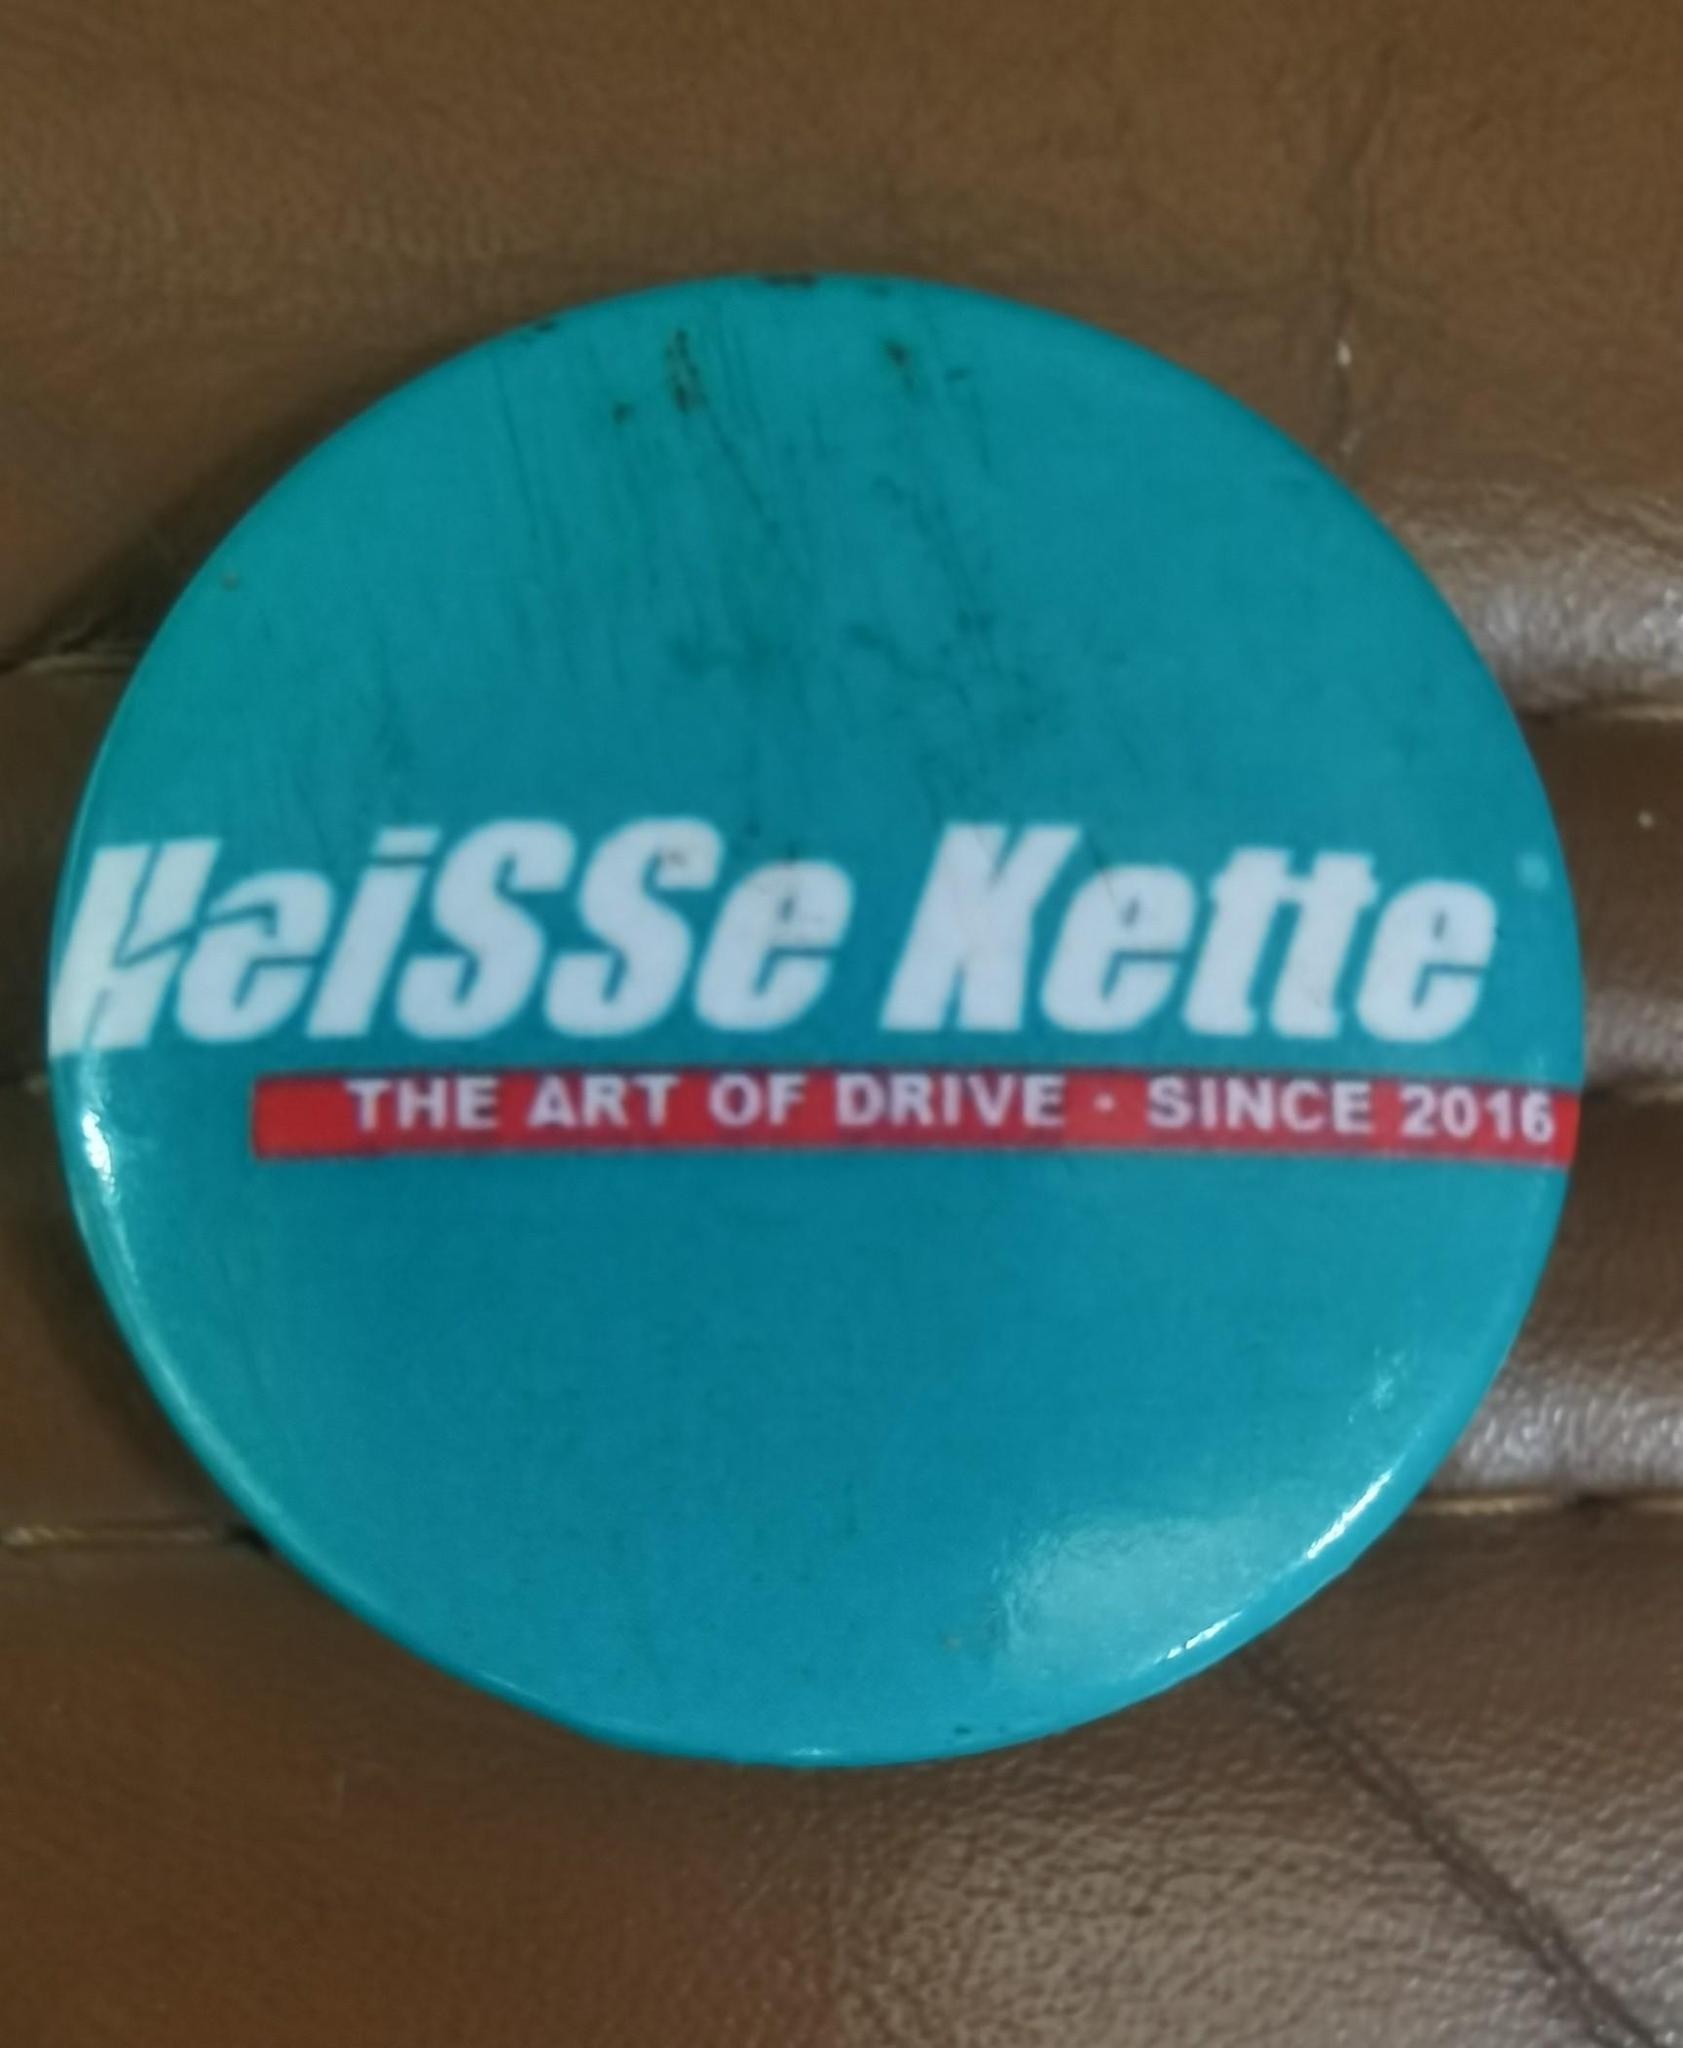 HeiSSe Kette
THE ART OF DRIVE · SINCE 2016